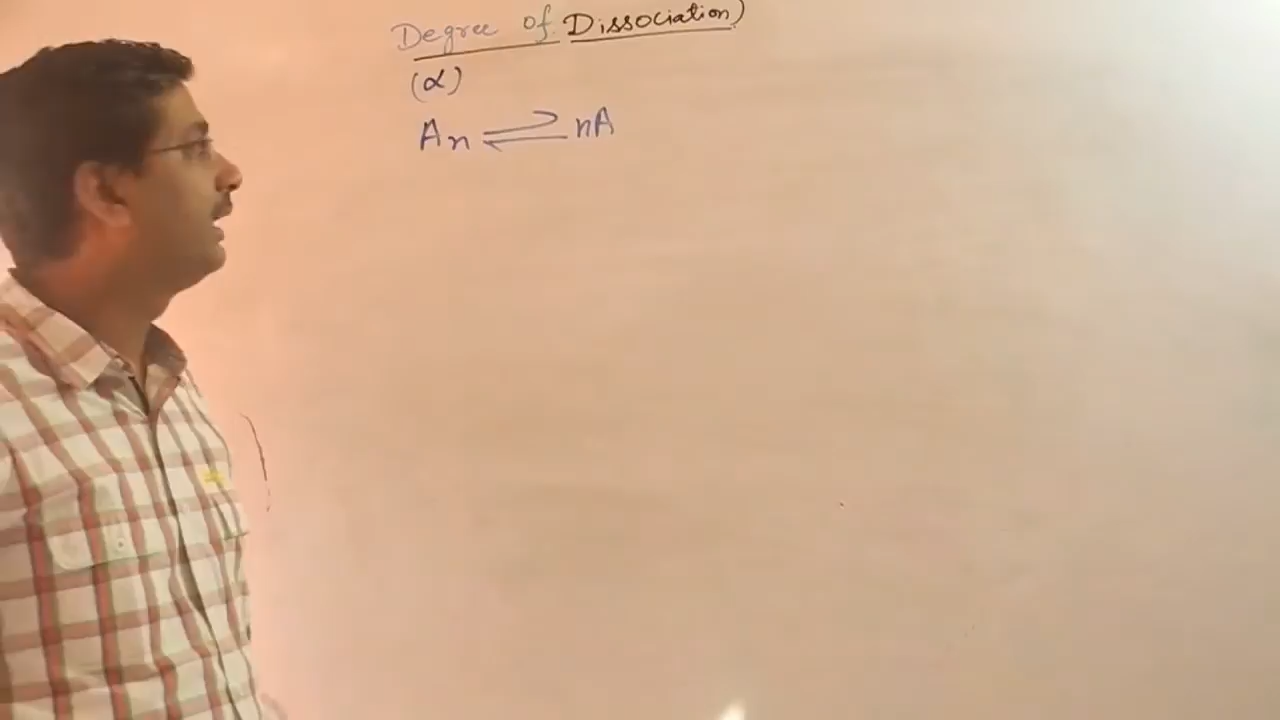 Degree of Dissociation)
(α)
An ⇌ nA